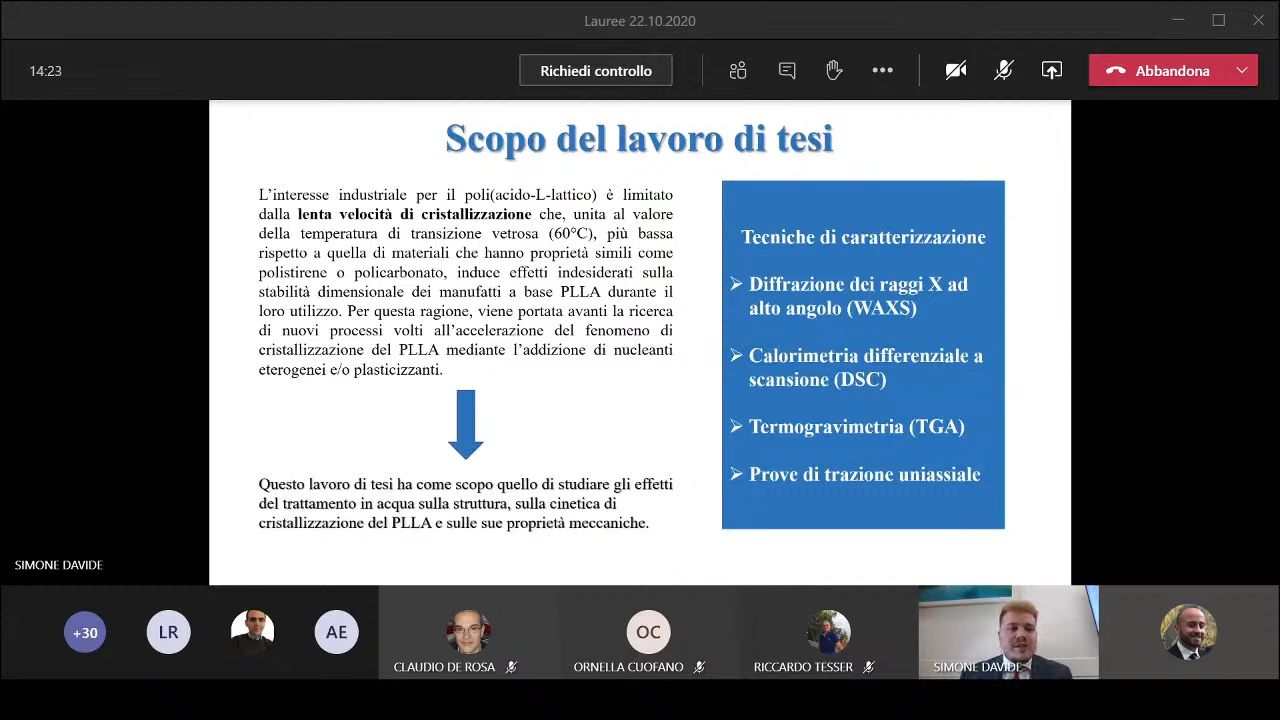 Lauree 22.10.2020
14:23
Richiedi controllo
Abbandona
Scopo del lavoro di tesi
L’interesse industriale per il poli(acido-L-lattico) è limitato
dalla lenta velocità di cristallizzazione che, unita al valore
della temperatura di transizione vetrosa (60°C), più bassa
rispetto a quella di materiali che hanno proprietà simili come
polistirene o policarbonato, induce effetti indesiderati sulla
stabilità dimensionale dei manufatti a base PLLA durante il
loro utilizzo. Per questa ragione, viene portata avanti la ricerca
di nuovi processi volti all’accelerazione del fenomeno di
cristallizzazione del PLLA mediante l’addizione di nucleanti
eterogenei e/o plasticizzanti.
Questo lavoro di tesi ha come scopo quello di studiare gli effetti
del trattamento in acqua sulla struttura, sulla cinetica di
cristallizzazione del PLLA e sulle sue proprietà meccaniche.
Tecniche di caratterizzazione
Diffrazione dei raggi X ad
alto angolo (WAXS)
Calorimetria differenziale a
scansione (DSC)
Termogravimetria (TGA)
Prove di trazione uniassiale
SIMONE DAVIDE
+30
LR
AE
CLAUDIO DE ROSA
OC
ORNELLA CUOFANO
RICCARDO TESSER
SIMONE DAVIDE